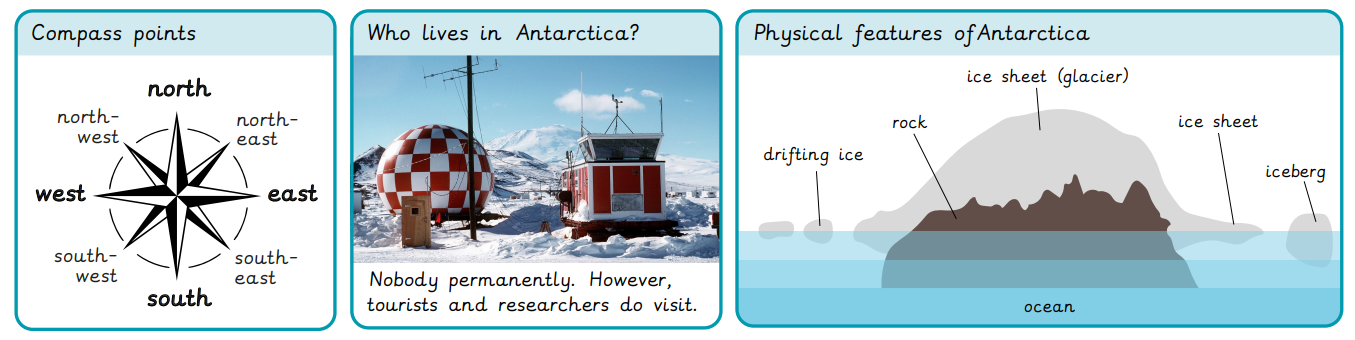 Compass points
north
north-
west
north-
east
west
east
south-
west
south-
east
south
Who lives in Antarctica?
Nobody permanently. However,
tourists and researchers do visit.
Physical features of Antarctica
ice sheet (glacier)
rock
ice sheet
drifting ice
iceberg
ocean